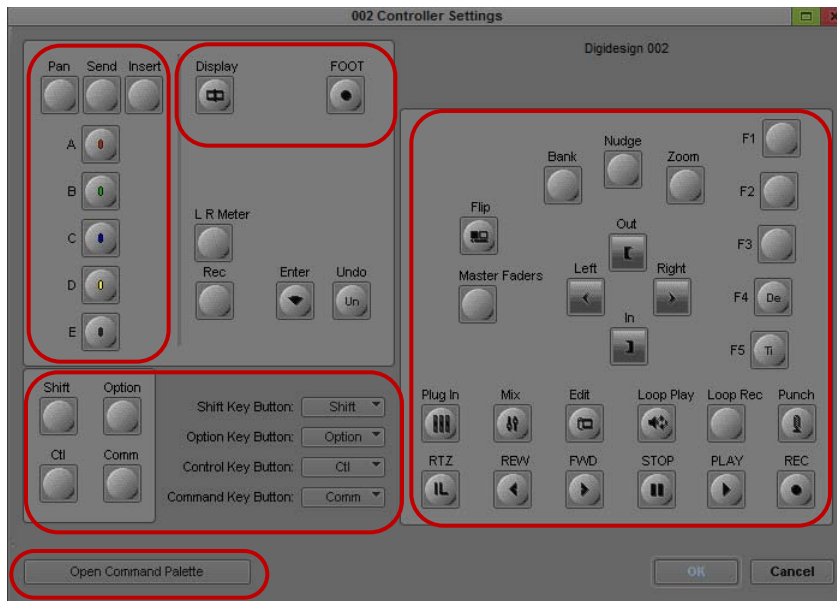 002 Controller Settings
Digidesign 002
Pan Send Insert
A
B
C
D
E
Display FOOT
L R Meter
Rec Enter Undo
Un
Shift Option
Ctl Comm
Shift Key Button: Shift
Option Key Button: Option
Control Key Button: Ctl
Command Key Button: Comm
Bank Nudge Zoom
Flip
Master Faders
Out
Left Right
In
F1
F2
F3
F4 De
F5 Ti
Plug In Mix Edit Loop Play Loop Rec Punch
RTZ REW FWD STOP PLAY REC
Open Command Palette
OK Cancel